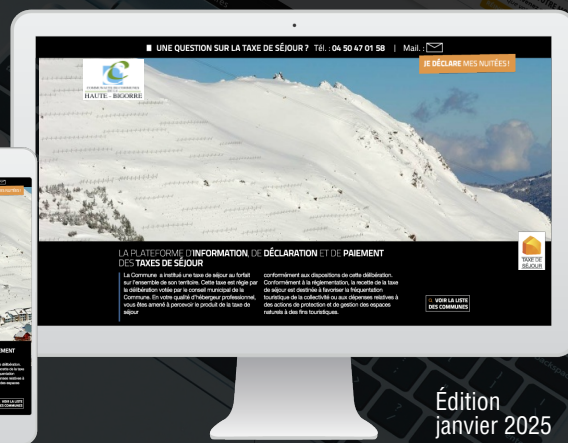 UNE QUESTION SUR LA TAXE DE SÉJOUR ? Tél. : 04 50 47 01 58 | Mail. :
JE DÉCLARE MES NUITÉES !
HAUTE - BIGORRE
LA PLATEFORME D'INFORMATION, DE DÉCLARATION ET DE PAIEMENT
DES TAXES DE SÉJOUR
La Commune a institué une taxe de séjour au forfait
sur l'ensemble de son territoire. Cette taxe est régie par
la délibération votée par le conseil municipal de la
Commune. En votre qualité d'hébergeur professionnel,
vous êtes amené à percevoir le produit de la taxe de
séjour
conformément aux dispositions de cette délibération.
Conformément à la réglementation, la recette de la taxe
de séjour est destinée à favoriser la fréquentation
touristique de la collectivité ou aux dépenses relatives à
des actions de protection et de gestion des espaces
naturels à des fins touristiques.
TAXE DE
SÉJOUR
VOIR LA LISTE
DES COMMUNES
VOIR LA LISTE
DES COMMUNES
Édition
janvier 2025